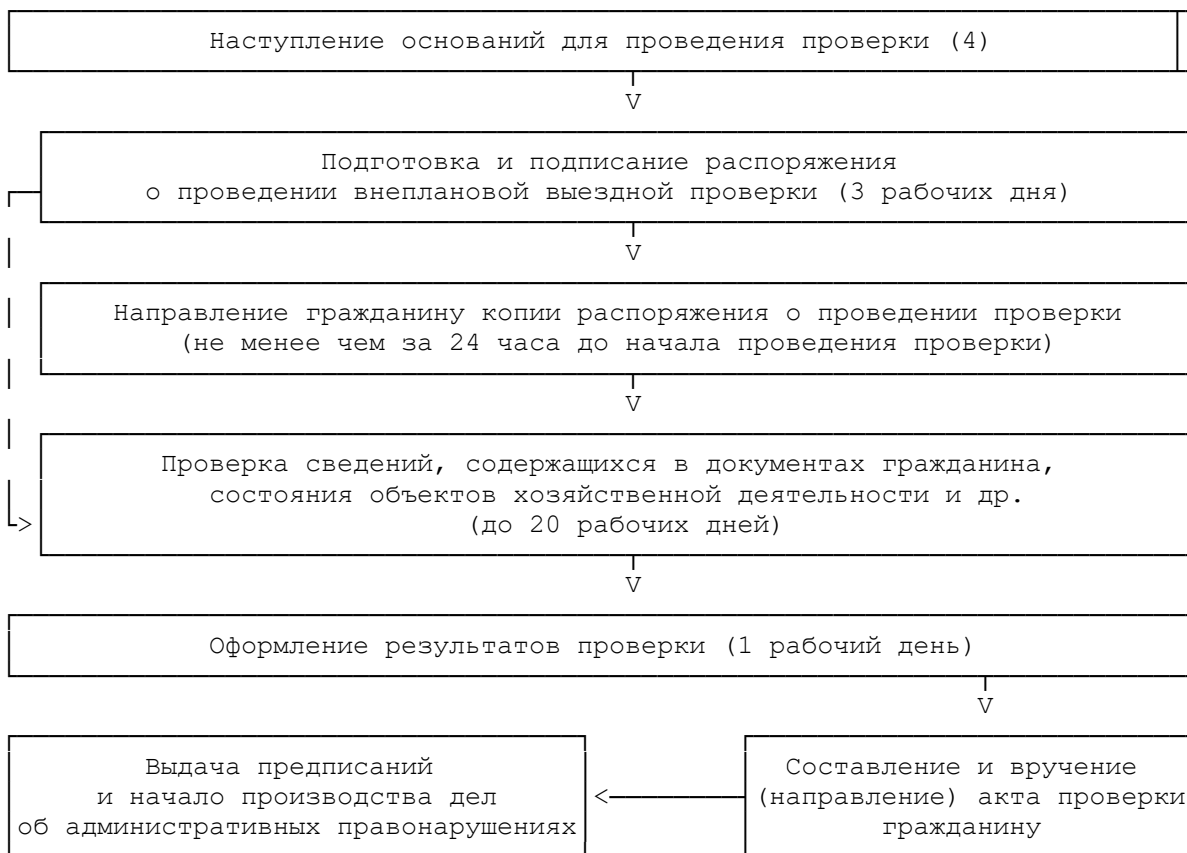 Наступление оснований для проведения проверки (4)
V
Подготовка и подписание распоряжения
о проведении внеплановой выездной проверки (3 рабочих дня)
V
Направление гражданину копии распоряжения о проведении проверки
(не менее чем за 24 часа до начала проведения проверки)
V
Проверка сведений, содержащихся в документах гражданина,
состояния объектов хозяйственной деятельности и др.
(до 20 рабочих дней)
V
Оформление результатов проверки (1 рабочий день)
V
Выдача предписаний
и начало производства дел
об административных правонарушениях
Составление и вручение
(направление) акта проверки
гражданину